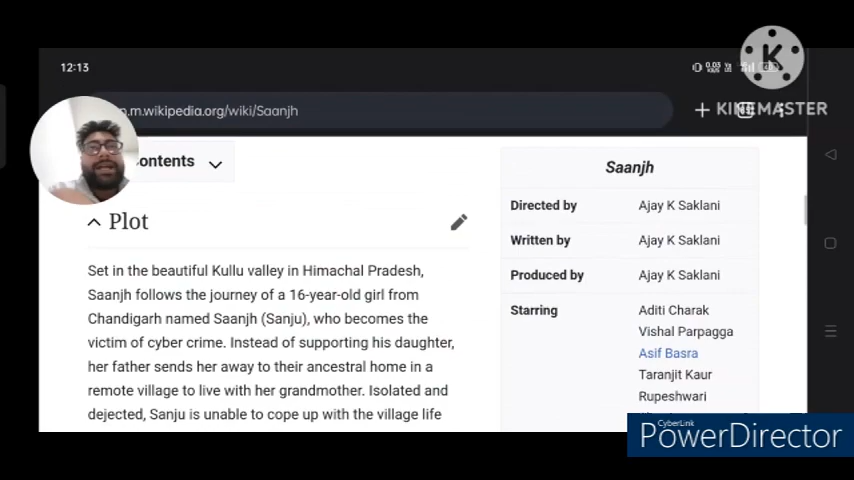 12:13
0.03
KINEMASTER
.m.wikipedia.org/wiki/Saanjh
ontents
Plot
Set in the beautiful Kullu valley in Himachal Pradesh,
Saanjh follows the journey of a 16-year-old girl from
Chandigarh named Saanjh (Sanju), who becomes the
victim of cyber crime. Instead of supporting his daughter,
her father sends her away to their ancestral home in a
remote village to live with her grandmother. Isolated and
dejected, Sanju is unable to cope up with the village life
Saanjh
Directed by Ajay K Saklani
Written by Ajay K Saklani
Produced by Ajay K Saklani
Starring Aditi Charak
Vishal Parpagga
Asif Basra
Taranjit Kaur
Rupeshwari
CyberLink
PowerDirector